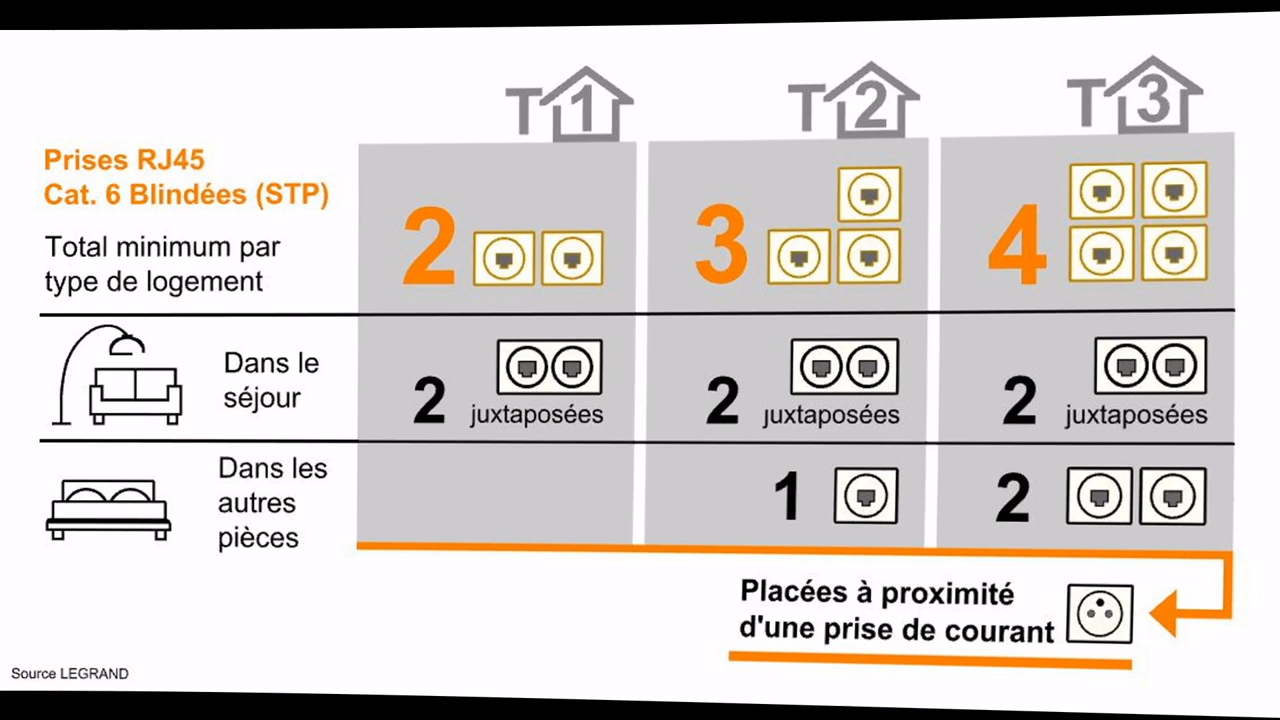 T1
T2
T3
Prises RJ45
Cat. 6 Blindées (STP)
Total minimum par
type de logement
2
3
4
Dans le
séjour
2
juxtaposées
2
juxtaposées
2
juxtaposées
Dans les
autres
pièces
1
2
Placées à proximité
d'une prise de courant
Source LEGRAND